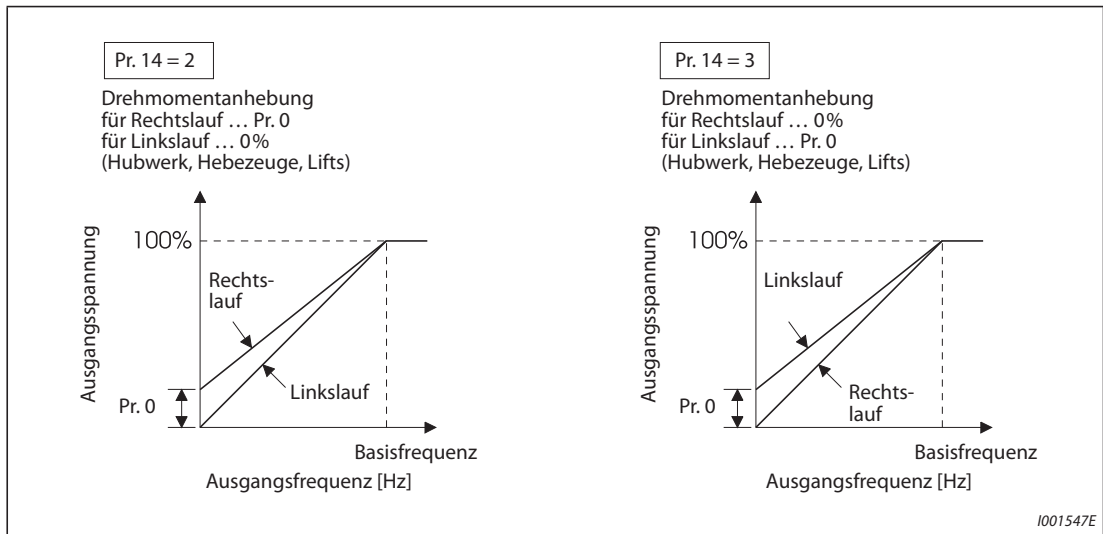 Pr. 14 = 2
Drehmomentanhebung
für Rechtslauf … Pr. 0
für Linkslauf … 0%
(Hubwerk, Hebezeuge, Lifts)
Ausgangsspannung
100%
Rechts-
lauf
Linkslauf
Pr. 0
Basisfrequenz
Ausgangsfrequenz [Hz]
Pr. 14 = 3
Drehmomentanhebung
für Rechtslauf … 0%
für Linkslauf … Pr. 0
(Hubwerk, Hebezeuge, Lifts)
Ausgangsspannung
100%
Linkslauf
Rechts-
lauf
Pr. 0
Basisfrequenz
Ausgangsfrequenz [Hz]
I001547E